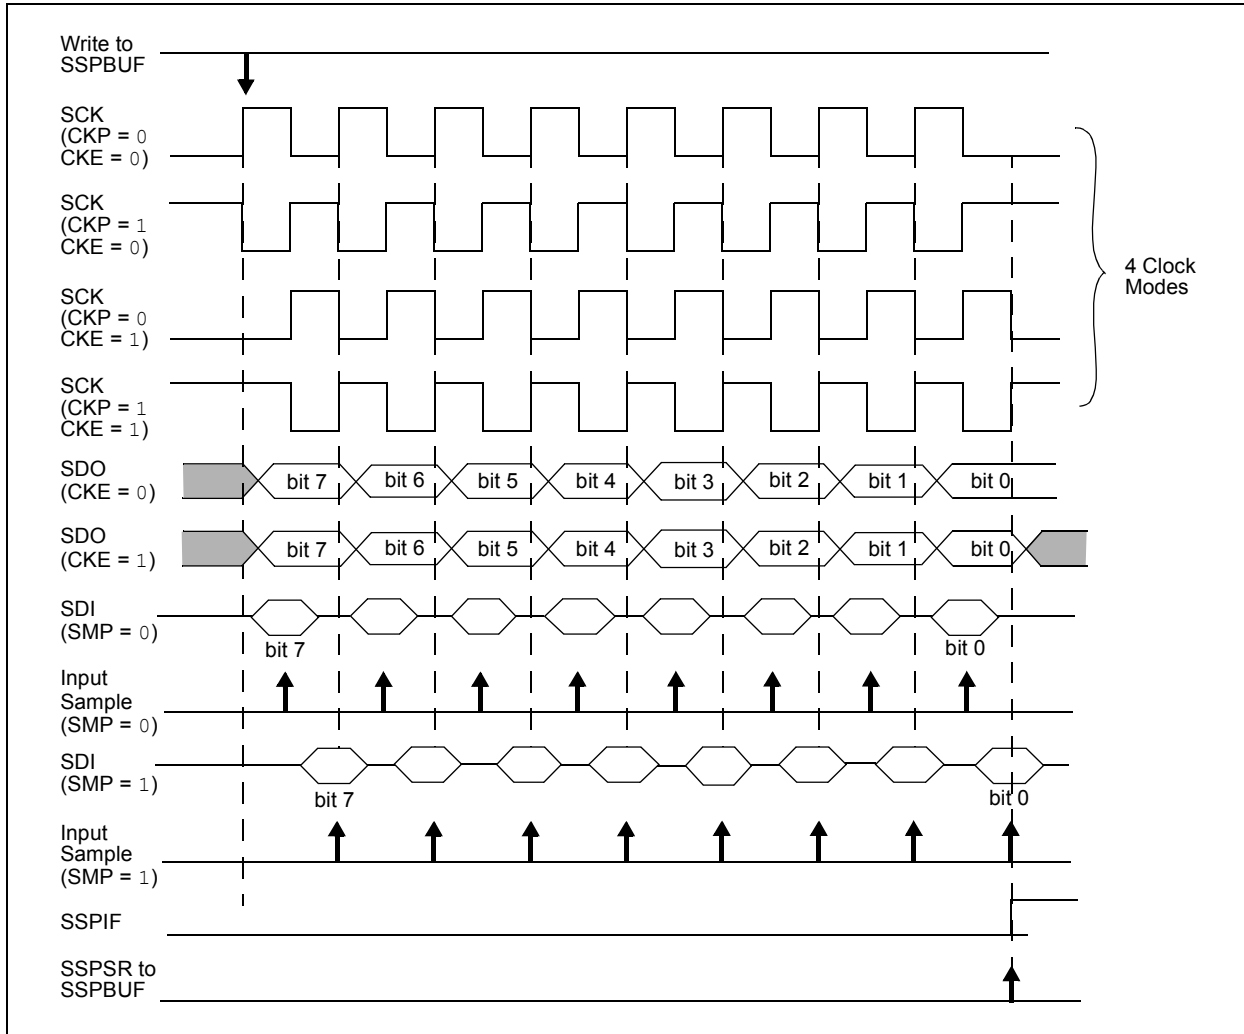 Write to
SSPBUF
SCK
(CKP = 0
CKE = 0)
SCK
(CKP = 1
CKE = 0)
SCK
(CKP = 0
CKE = 1)
SCK
(CKP = 1
CKE = 1)
4 Clock
Modes
SDO
(CKE = 0)
bit 7 bit 6 bit 5 bit 4 bit 3 bit 2 bit 1 bit 0
SDO
(CKE = 1)
bit 7 bit 6 bit 5 bit 4 bit 3 bit 2 bit 1 bit 0
SDI
(SMP = 0)
bit 7 bit 0
Input
Sample
(SMP = 0)
SDI
(SMP = 1)
bit 7 bit 0
Input
Sample
(SMP = 1)
SSPIF
SSPSR to
SSPBUF